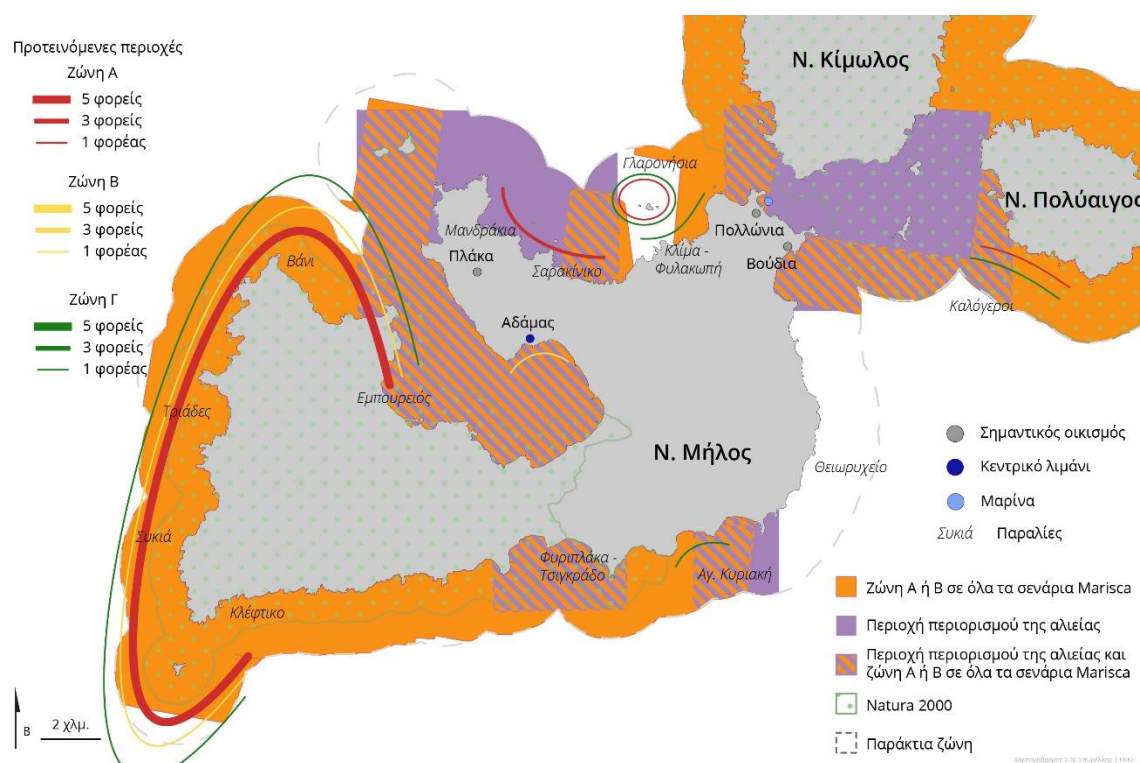 Προτεινόμενες περιοχές
Ζώνη Α
5 φορείς
3 φορείς
1 φορέας
Ζώνη Β
5 φορείς
3 φορείς
1 φορέας
Ζώνη Γ
5 φορείς
3 φορείς
1 φορέας
Ν. Κίμωλος
Γλαρονήσια
Ν. Πολύαιγος
Μανδράκια
Πολλώνια
Πλάκα
Κλίμα -
Φυλακωπή
Βάνι
Σαρακίνικο
Βούδια
Καλόγεροι
Αδάμας
Εμπουρειός
Τριάδες
Ν. Μήλος
Θειωρυχείο
Συκιά
Φυριπλάκα -
Τσιγκράδο
Αγ. Κυριακή
Κλέφτικο
Σημαντικός οικισμός
Κεντρικό λιμάνι
Μαρίνα
Συκιά Παραλίες
Ζώνη Α ή Β σε όλα τα σενάρια Marisca
Περιοχή περιορισμού της αλιείας
Περιοχή περιορισμού της αλιείας και
ζώνη Α ή Β σε όλα τα σενάρια Marisca
Natura 2000
Παράκτια ζώνη
Β
2 χλμ.